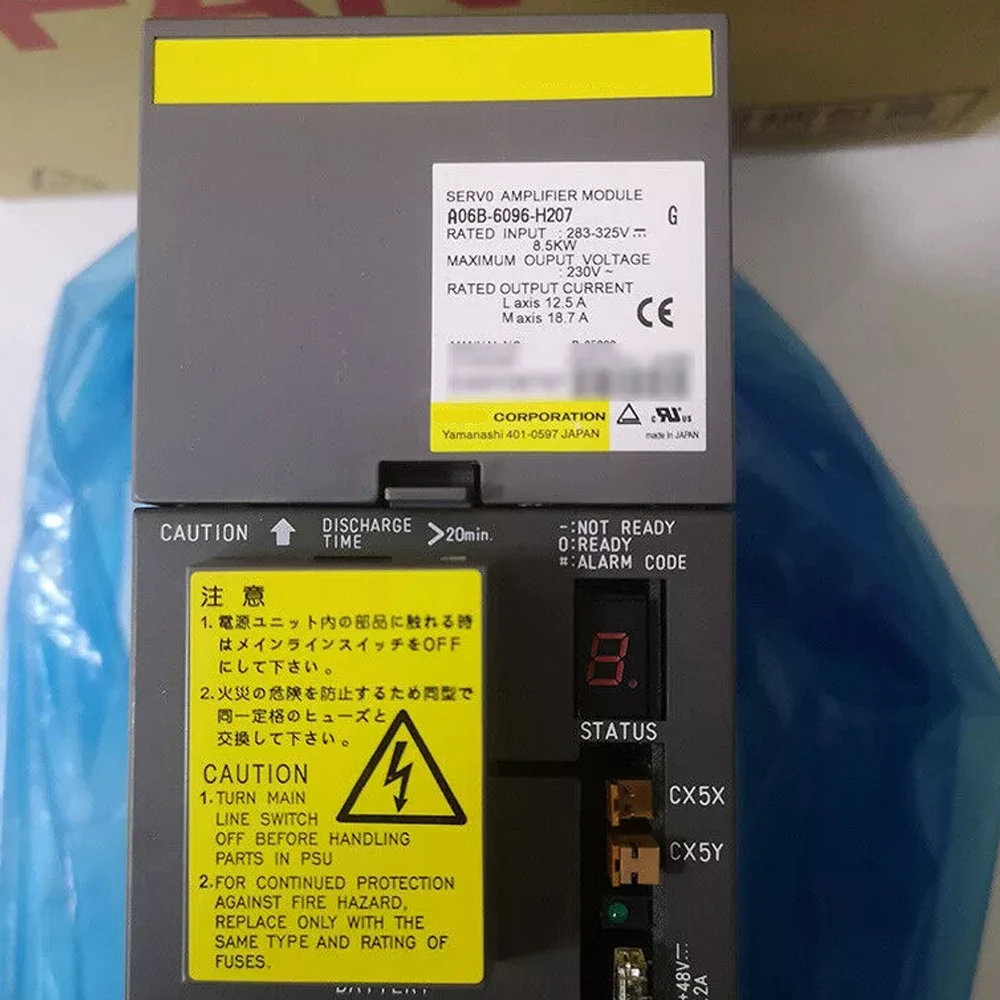 SERVO AMPLIFIER MODULE
A06B-6096-H207 G
RATED INPUT : 283-325V⎓
8.5KW
MAXIMUM OUPUT VOLTAGE
: 230V ~
RATED OUTPUT CURRENT
L axis 12.5 A
M axis 18.7 A
CE
CORPORATION
c RU US
Yamanashi 401-0597 JAPAN
made in JAPAN
CAUTION
DISCHARGE
TIME
>20min.
-:NOT READY
0:READY
#:ALARM CODE
注 意
1. 電源ユニット内の部品に触れる時
はメインラインスイッチをOFF
にして下さい。
2. 火災の危険を防止するため同型で
同一定格のヒューズと
交換して下さい。
CAUTION
1. TURN MAIN
LINE SWITCH
OFF BEFORE HANDLING
PARTS IN PSU
2. FOR CONTINUED PROTECTION
AGAINST FIRE HAZARD,
REPLACE ONLY WITH THE
SAME TYPE AND RATING OF
FUSES.
8.
STATUS
CX5X
CX5Y
+48V⎓
2A
BATTERY